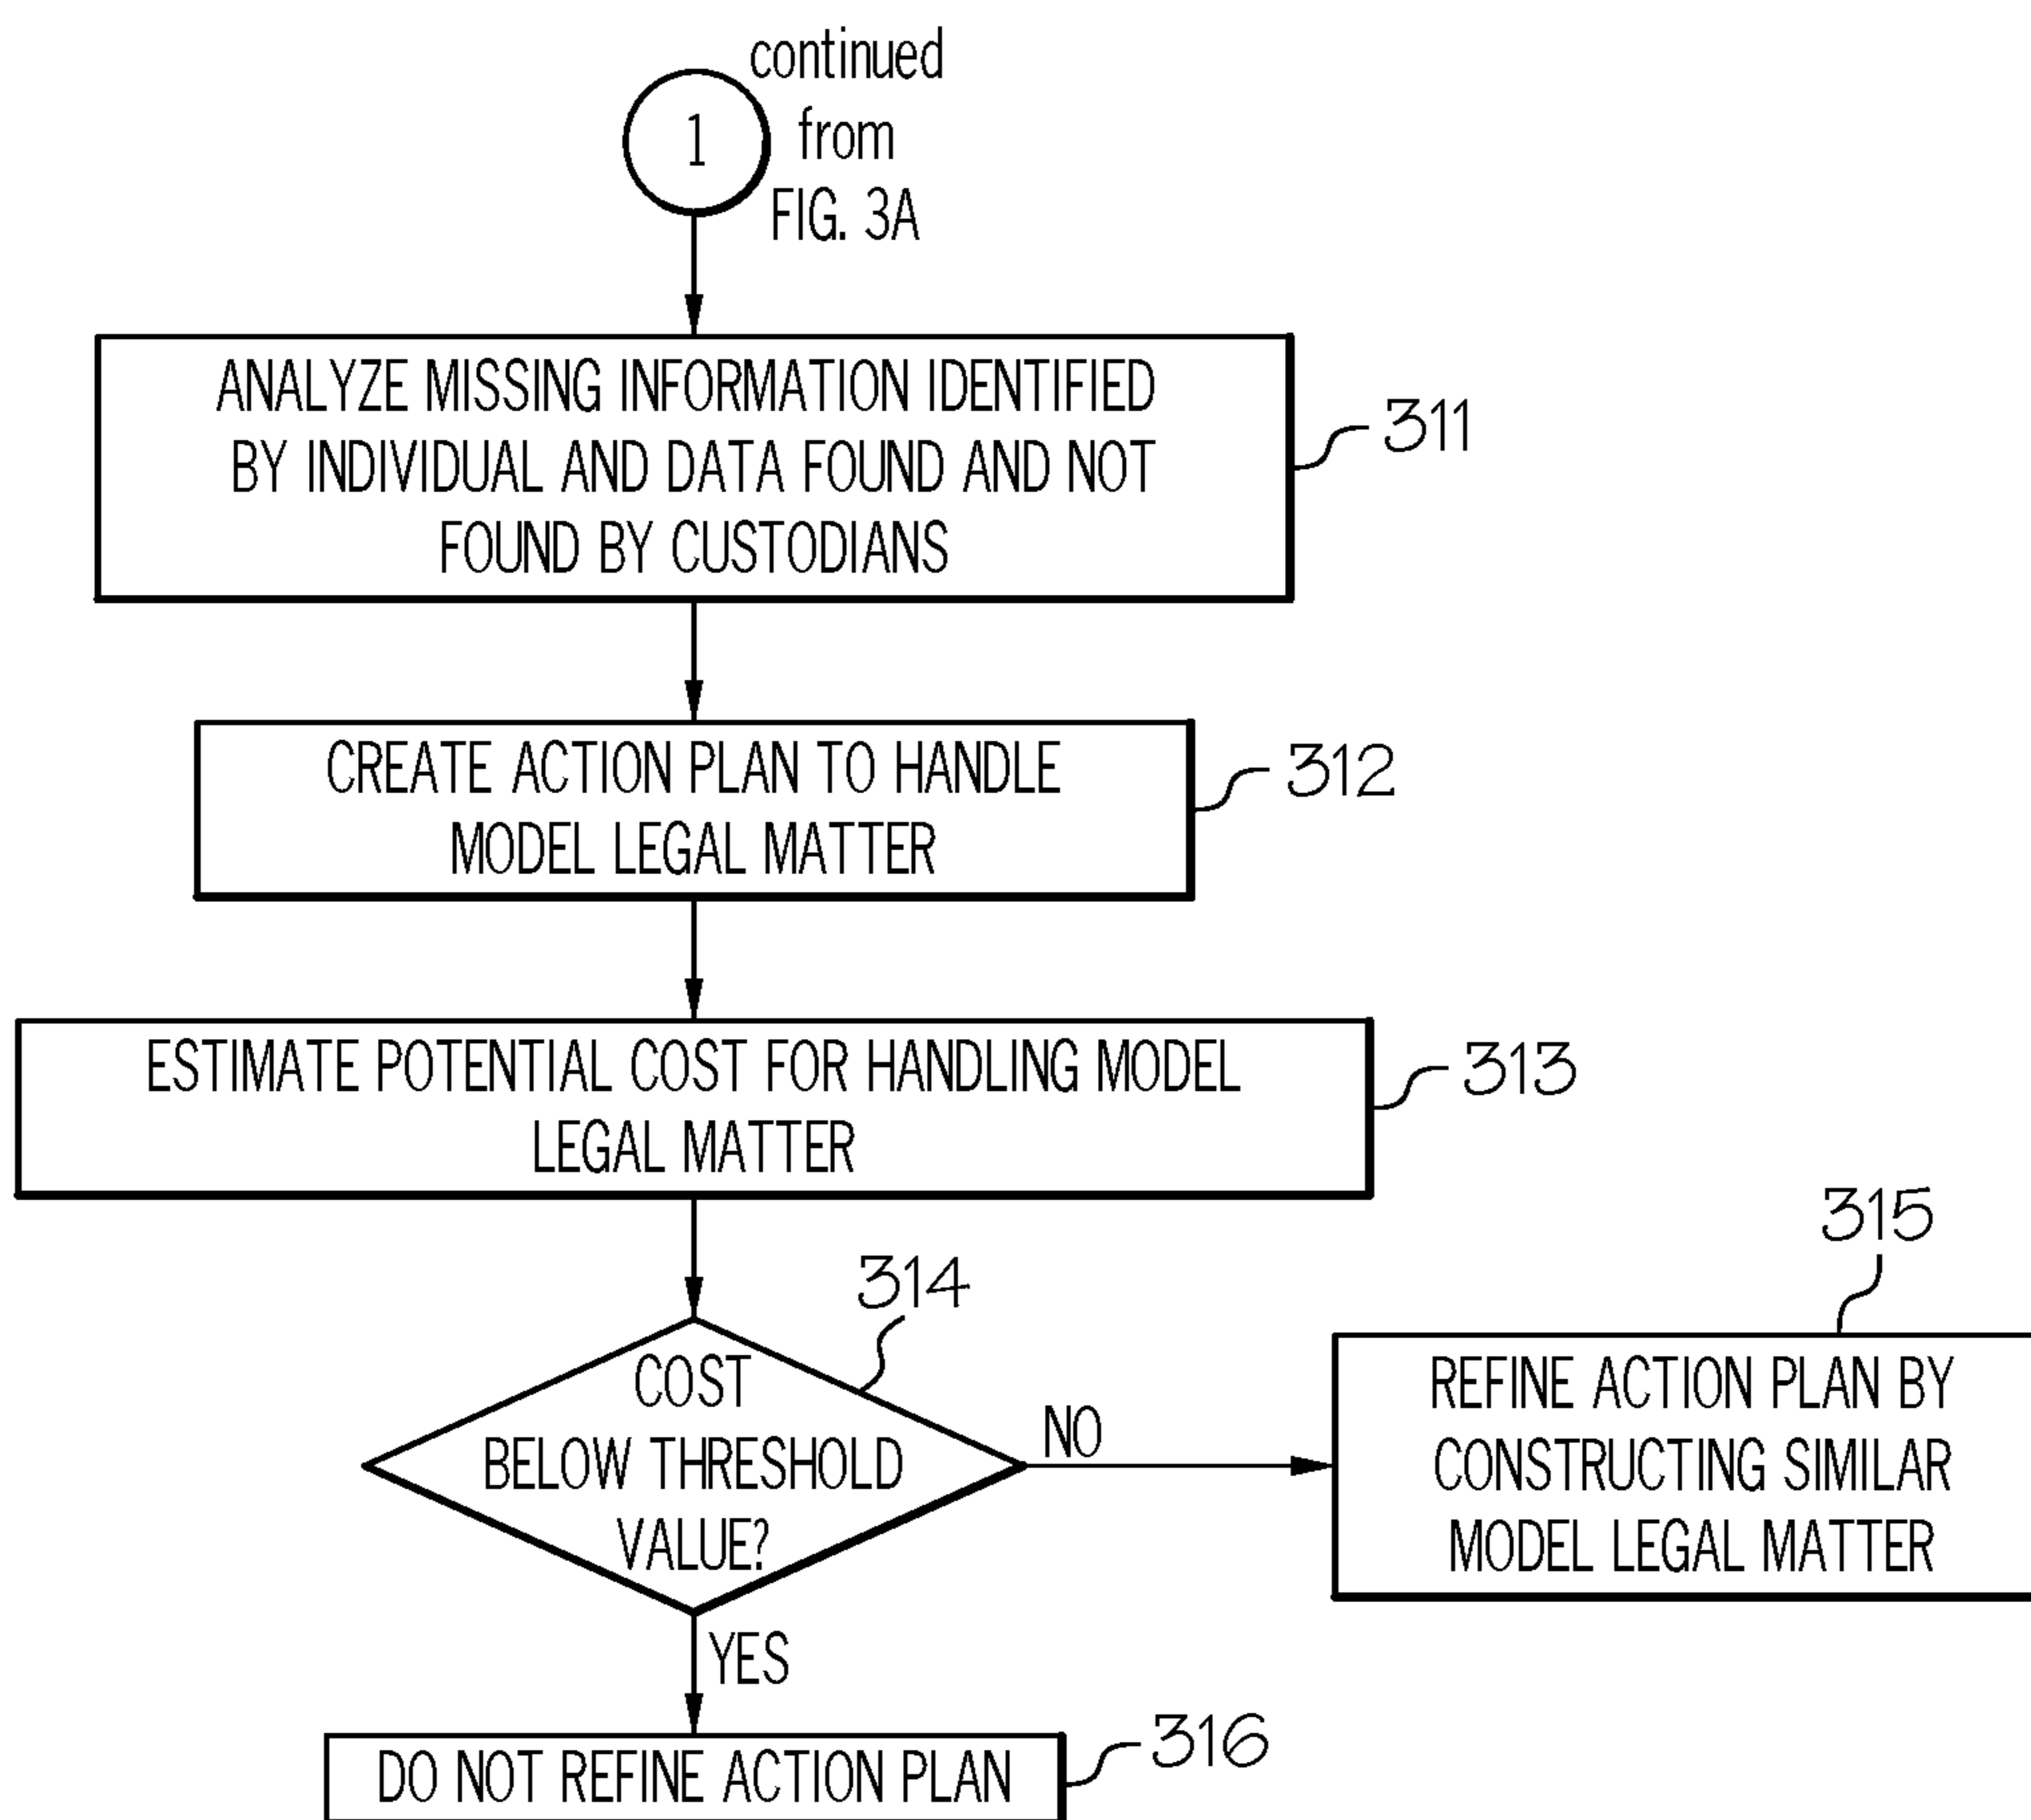 1
continued
from
FIG. 3A
ANALYZE MISSING INFORMATION IDENTIFIED
BY INDIVIDUAL AND DATA FOUND AND NOT
FOUND BY CUSTODIANS
311
CREATE ACTION PLAN TO HANDLE
MODEL LEGAL MATTER
312
ESTIMATE POTENTIAL COST FOR HANDLING MODEL
LEGAL MATTER
313
314
COST
BELOW THRESHOLD
VALUE?
NO
315
REFINE ACTION PLAN BY
CONSTRUCTING SIMILAR
MODEL LEGAL MATTER
YES
DO NOT REFINE ACTION PLAN
316